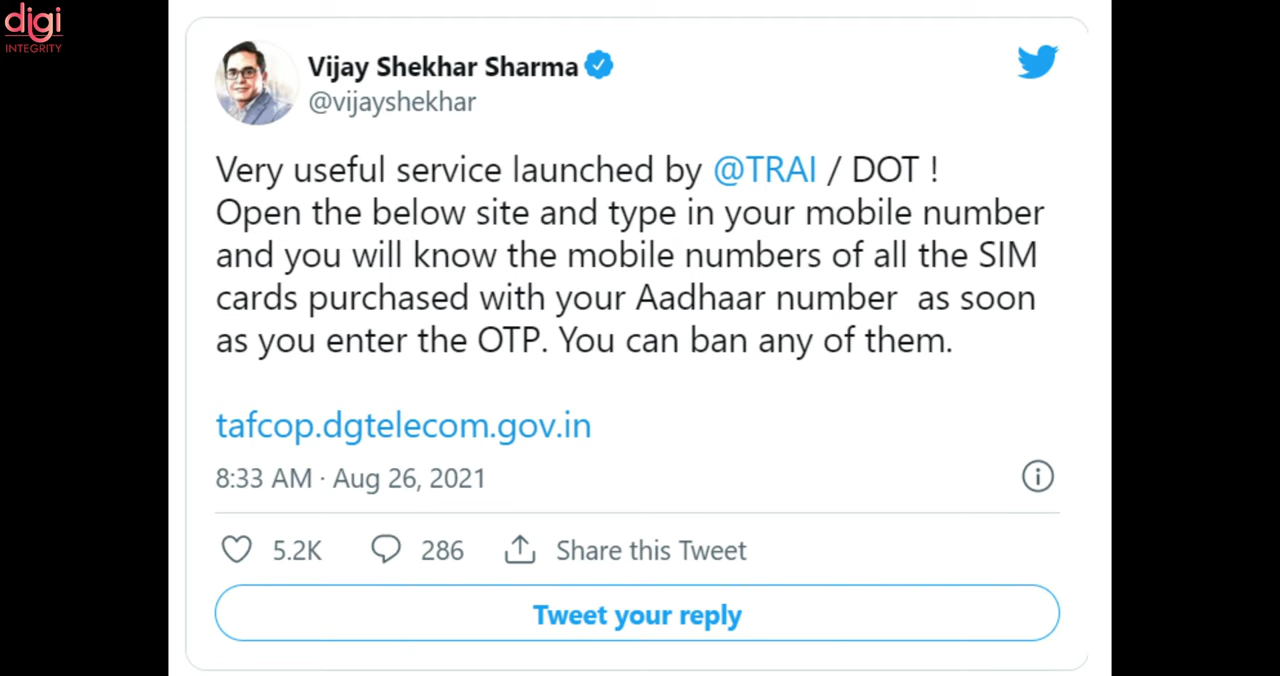 digi
INTEGRITY
Vijay Shekhar Sharma
@vijayshekhar
Very useful service launched by @TRAI / DOT !
Open the below site and type in your mobile number
and you will know the mobile numbers of all the SIM
cards purchased with your Aadhaar number as soon
as you enter the OTP. You can ban any of them.
tafcop.dgtelecom.gov.in
8:33 AM · Aug 26, 2021
5.2K 286 Share this Tweet
Tweet your reply